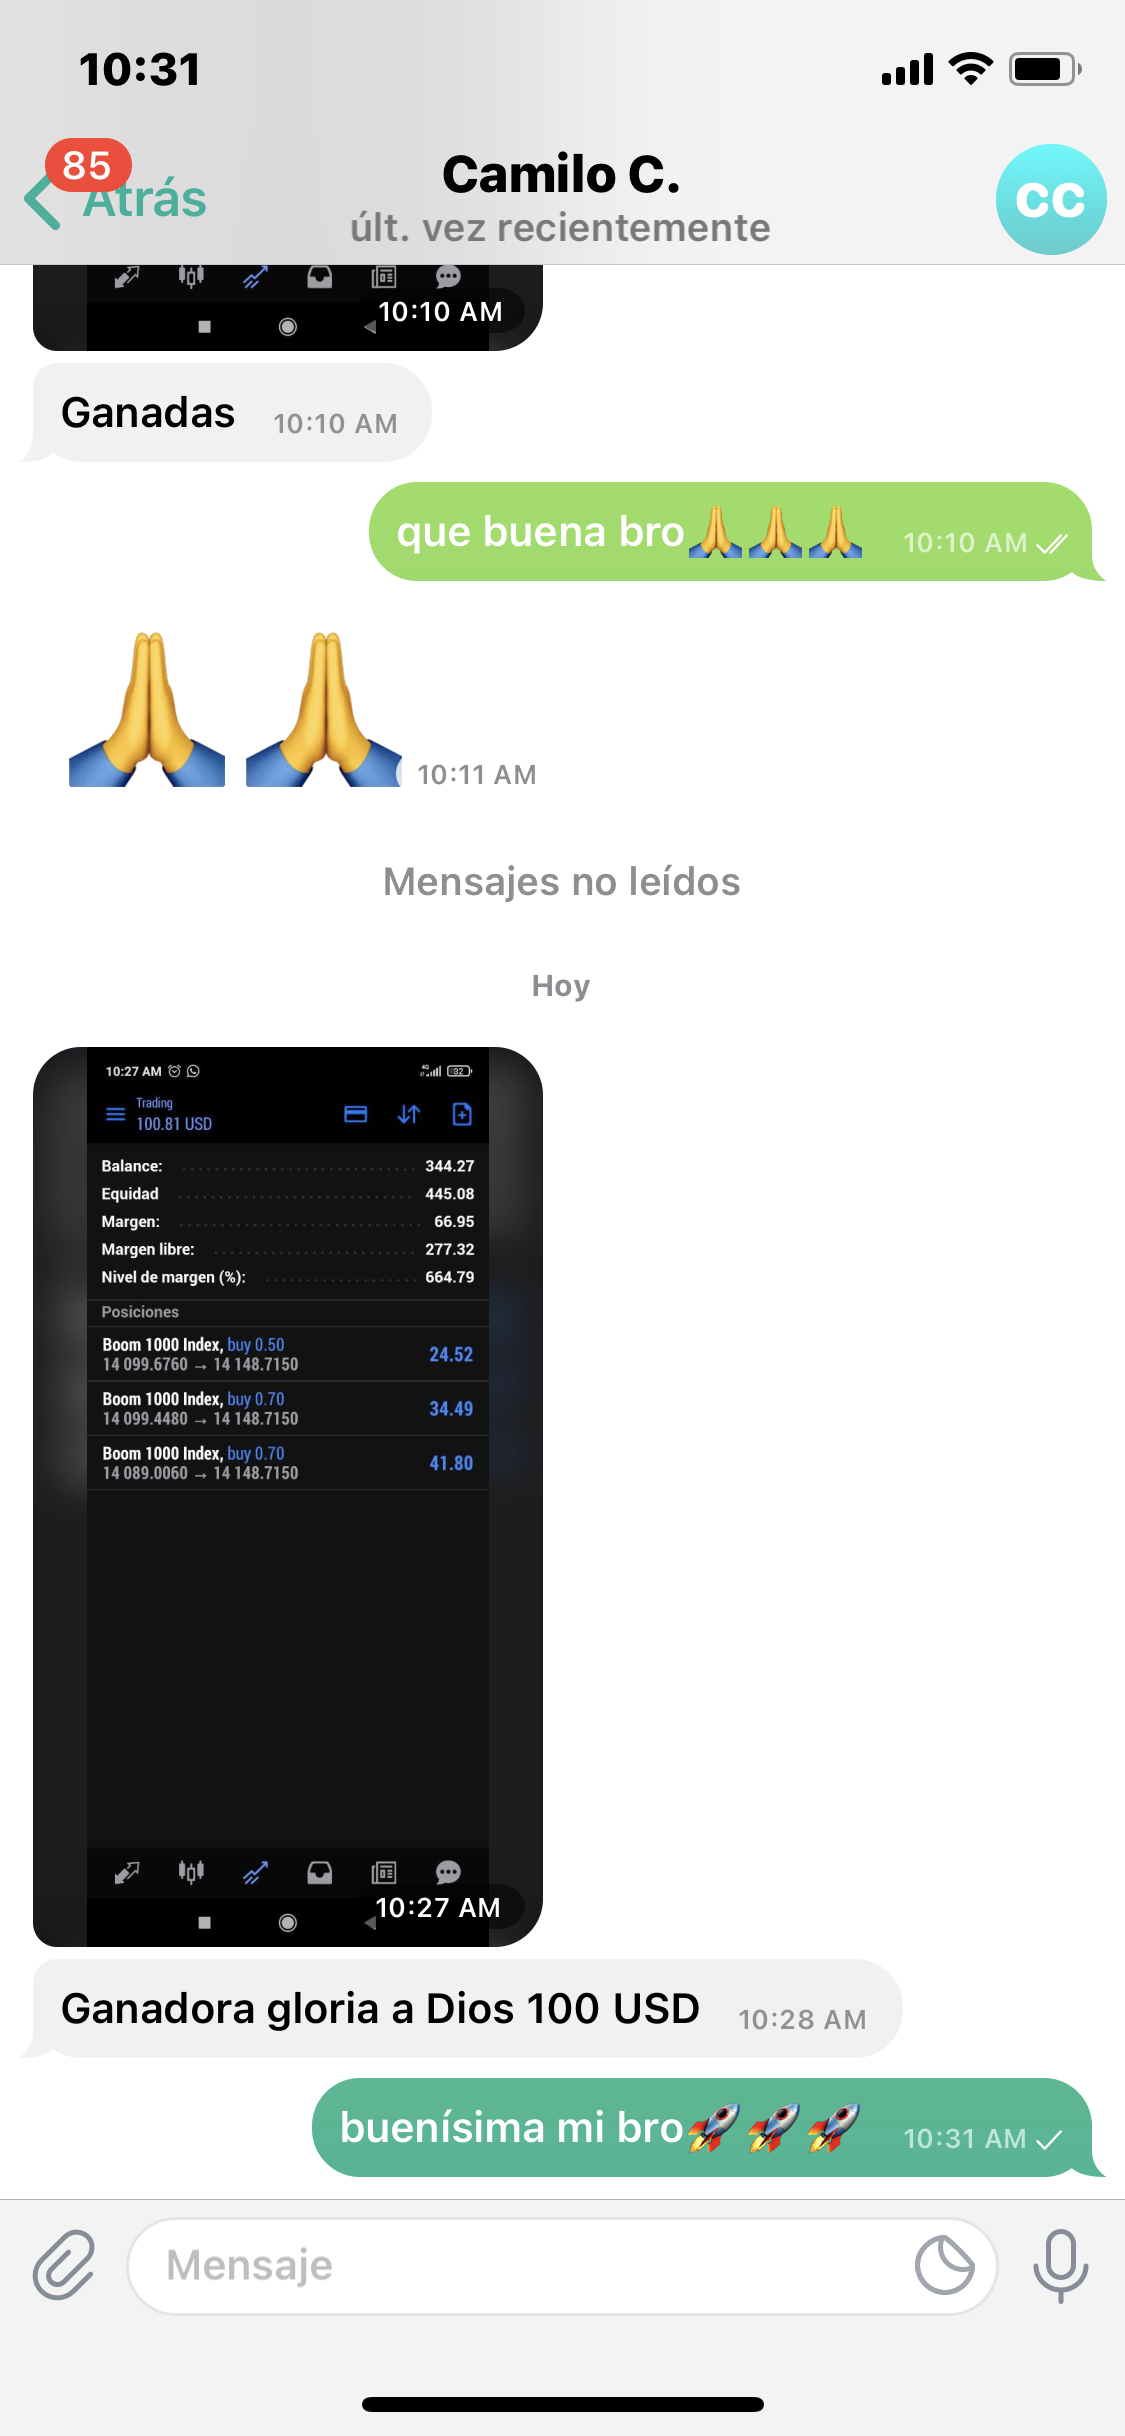 10:31
85
Atrás
Camilo C.
últ. vez recientemente
CC
10:10 AM
Ganadas 10:10 AM
que buena bro🙏🙏🙏 10:10 AM
🙏🙏 10:11 AM
Mensajes no leídos
Hoy
10:27 AM 4G 32
Trading
100.81 USD
Balance: 344.27
Equidad 445.08
Margen: 66.95
Margen libre: 277.32
Nivel de margen (%): 664.79
Posiciones
Boom 1000 Index, buy 0.50
14 099.6760 → 14 148.7150 24.52
Boom 1000 Index, buy 0.70
14 099.4480 → 14 148.7150 34.49
Boom 1000 Index, buy 0.70
14 089.0060 → 14 148.7150 41.80
10:27 AM
Ganadora gloria a Dios 100 USD 10:28 AM
buenísima mi bro🚀🚀🚀 10:31 AM
Mensaje